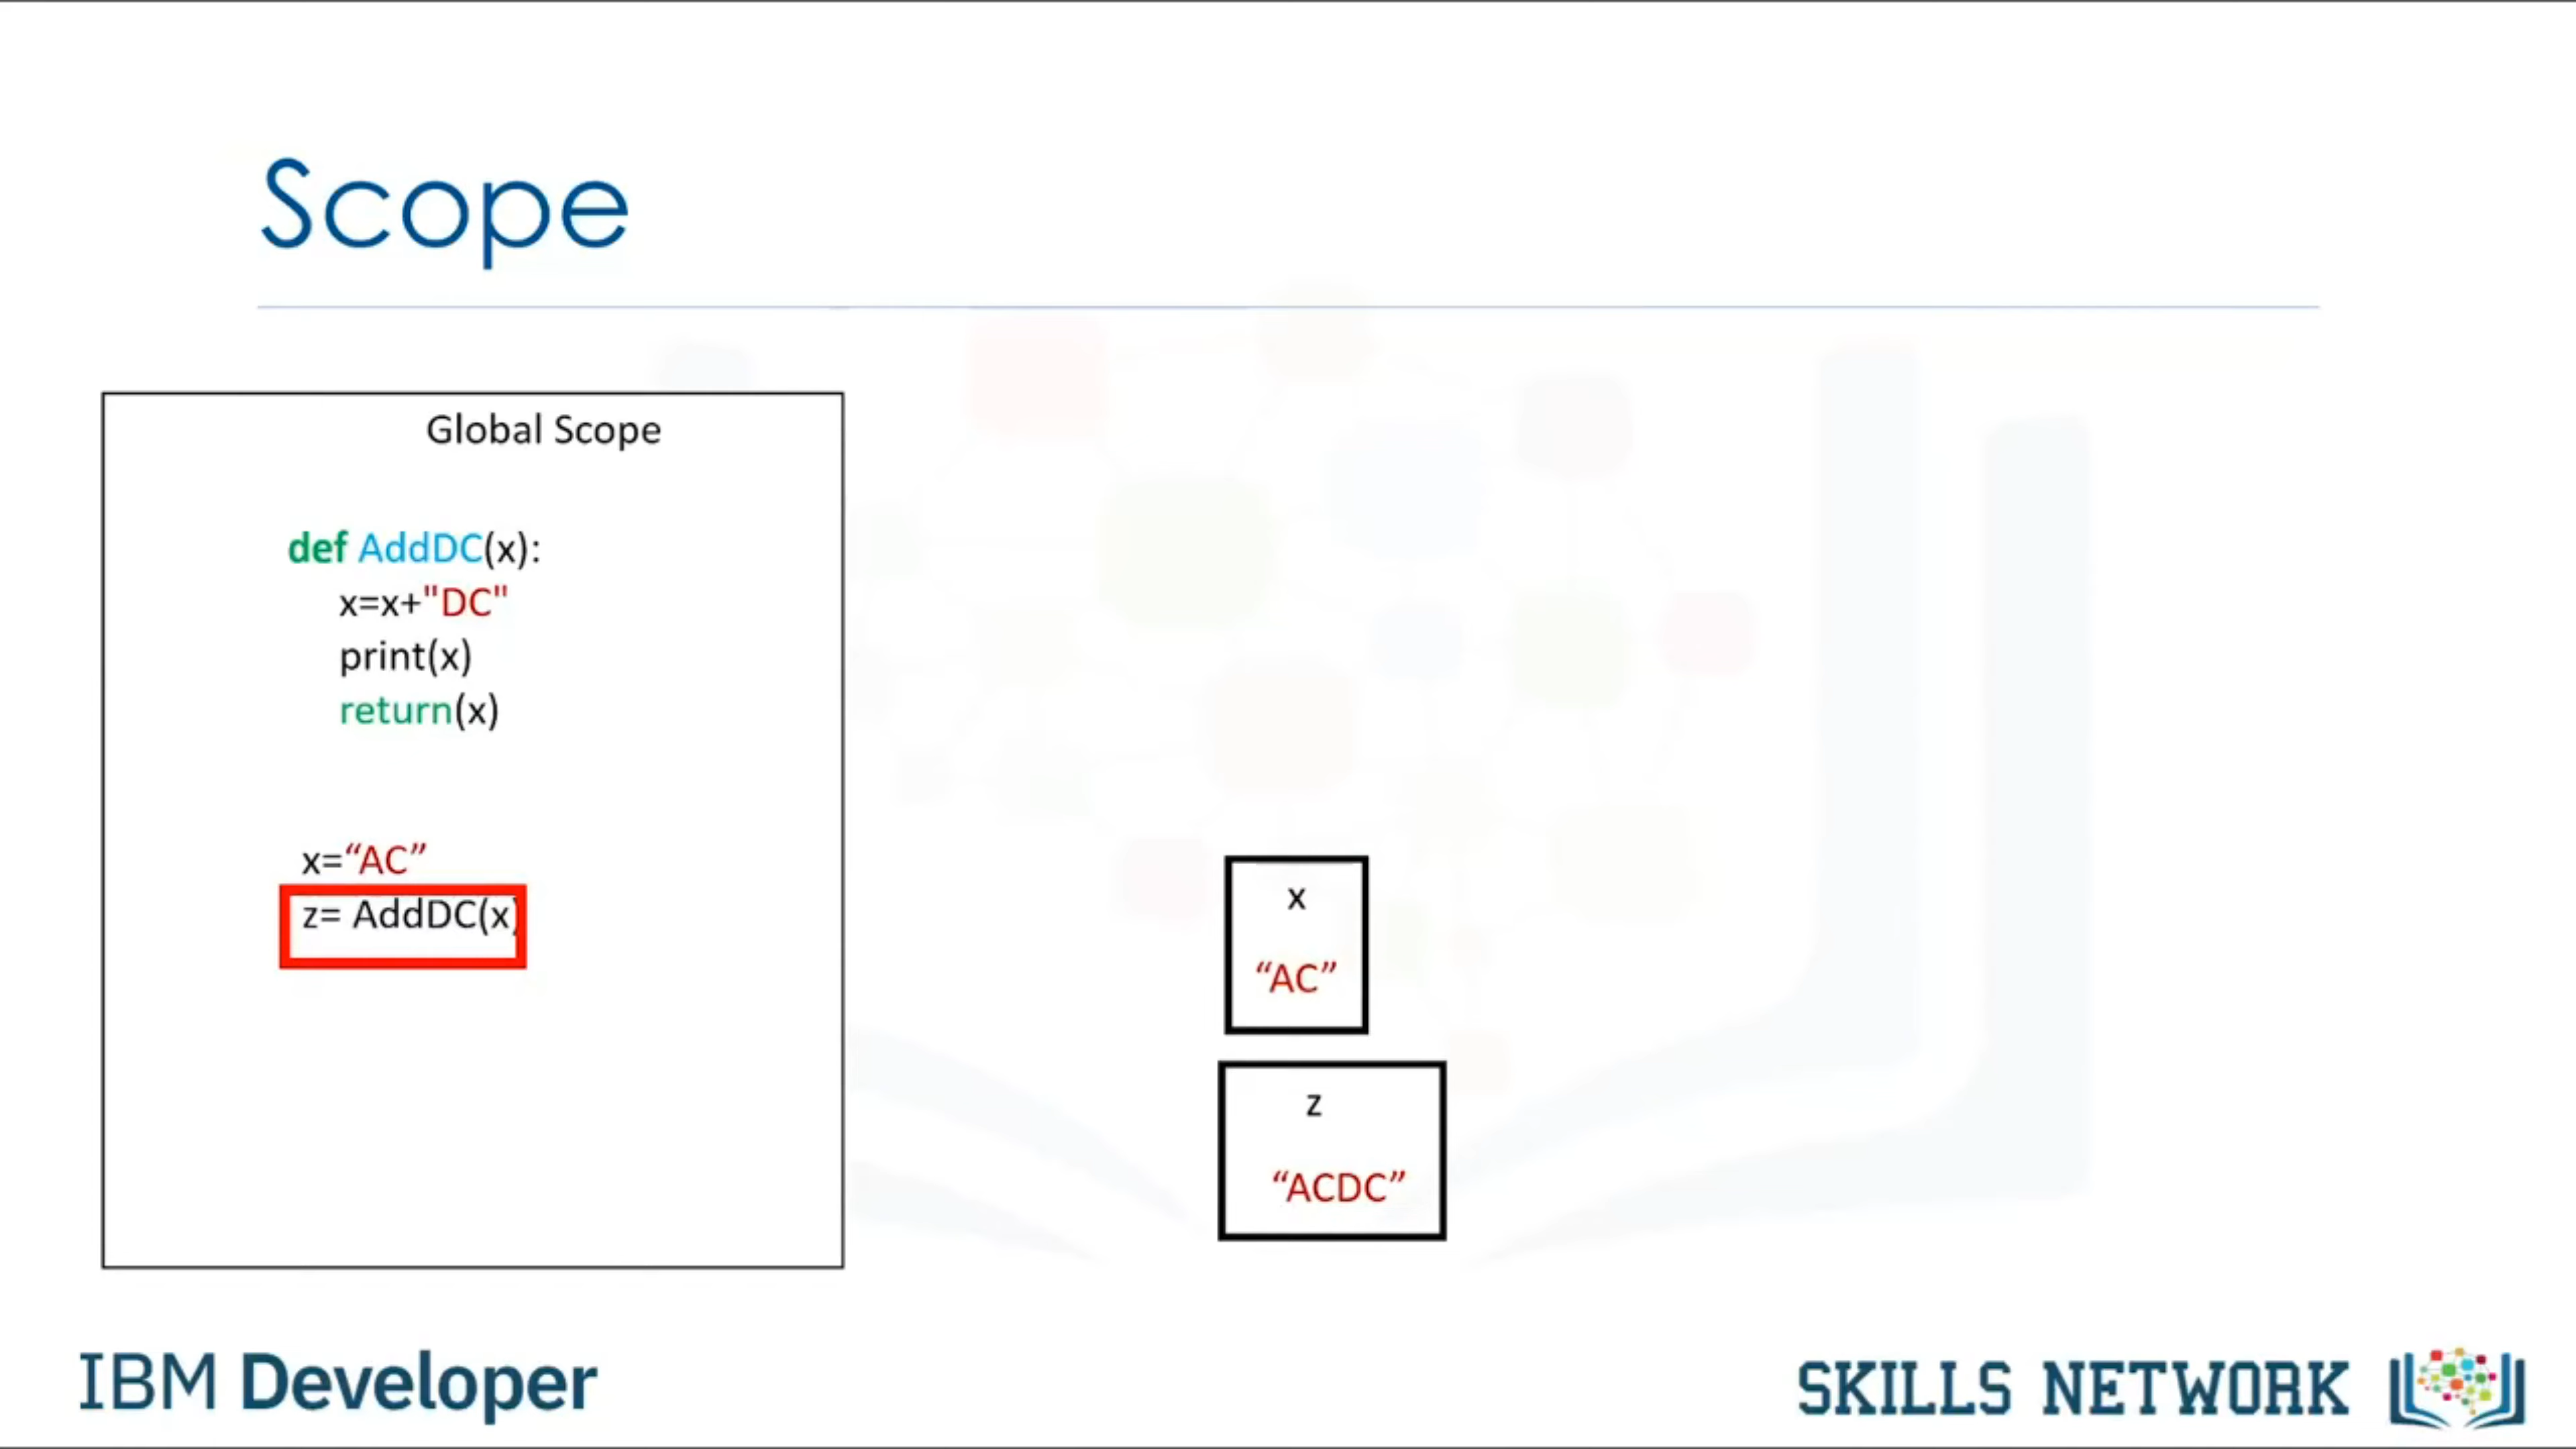 Scope
Global Scope
def AddDC(x):
x=x+"DC"
print(x)
return(x)
x=“AC”
z= AddDC(x)
x
“AC”
z
“ACDC”
IBM Developer
SKILLS NETWORK